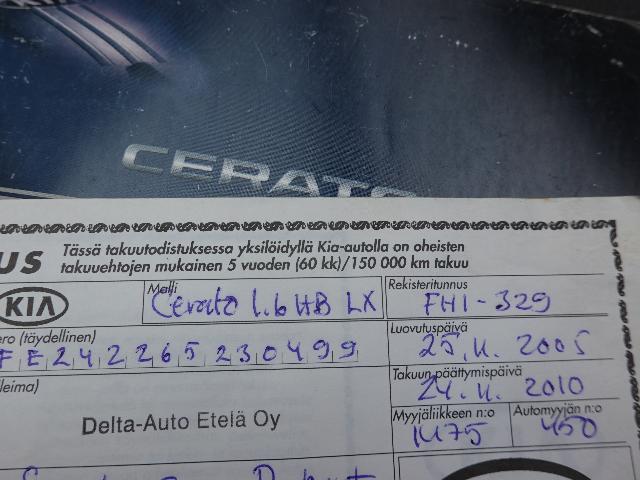 CERATO
US Tässä takuutodistuksessa yksilöidyllä Kia-autolla on oheisten
takuuehtojen mukainen 5 vuoden (60 kk)/150 000 km takuu
KIA
Malli
Cerato 1.6 HB LX
Rekisteritunnus
FHI-329
ero (täydellinen)
FE242265230499
Luovutuspäivä
25.11.2005
Takuun päättymispäivä
24.11.2010
leima)
Delta-Auto Etelä Oy
Myyjäliikkeen n:o
1475
Automyyjän n:o
450